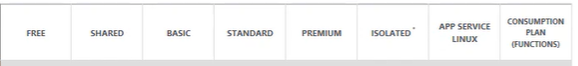 FREE
SHARED
BASIC
STANDARD
PREMIUM
ISOLATED *
APP SERVICE
LINUX
CONSUMPTION
PLAN
(FUNCTIONS)